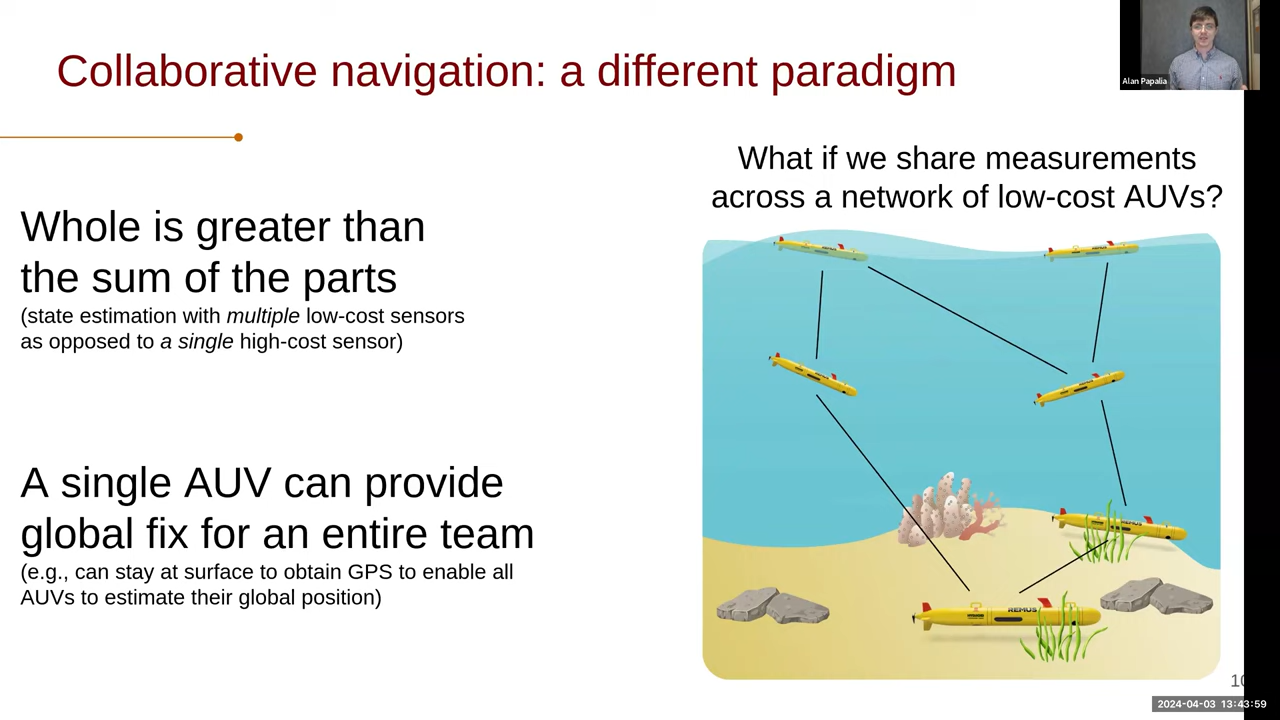 Collaborative navigation: a different paradigm
Alan Papalia
What if we share measurements
across a network of low-cost AUVs?
Whole is greater than
the sum of the parts
(state estimation with multiple low-cost sensors
as opposed to a single high-cost sensor)
A single AUV can provide
global fix for an entire team
(e.g., can stay at surface to obtain GPS to enable all
AUVs to estimate their global position)
REMUS
REMUS
REMUS
REMUS
2024-04-03 13:43:59